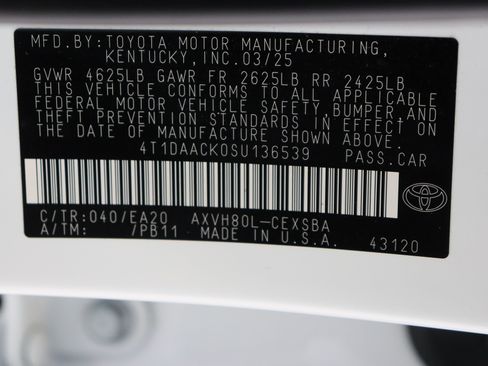 MFD.BY:TOYOTA MOTOR MANUFACTURING,
KENTUCKY,INC.03/25
GVWR 4625LB GAWR FR 2625LB RR 2425LB
THIS VEHICLE CONFORMS TO ALL APPLICABLE
FEDERAL MOTOR VEHICLE SAFETY,BUMPER,AND
THEFT PREVENTION STANDARDS IN EFFECT ON
THE DATE OF MANUFACTURE SHOWN ABOVE.
4T1DAACK0SU136539 PASS.CAR
C/TR:040/EA20 AXVH80L-CEXSBA
A/TM: /PB11 MADE IN U.S.A. 43120